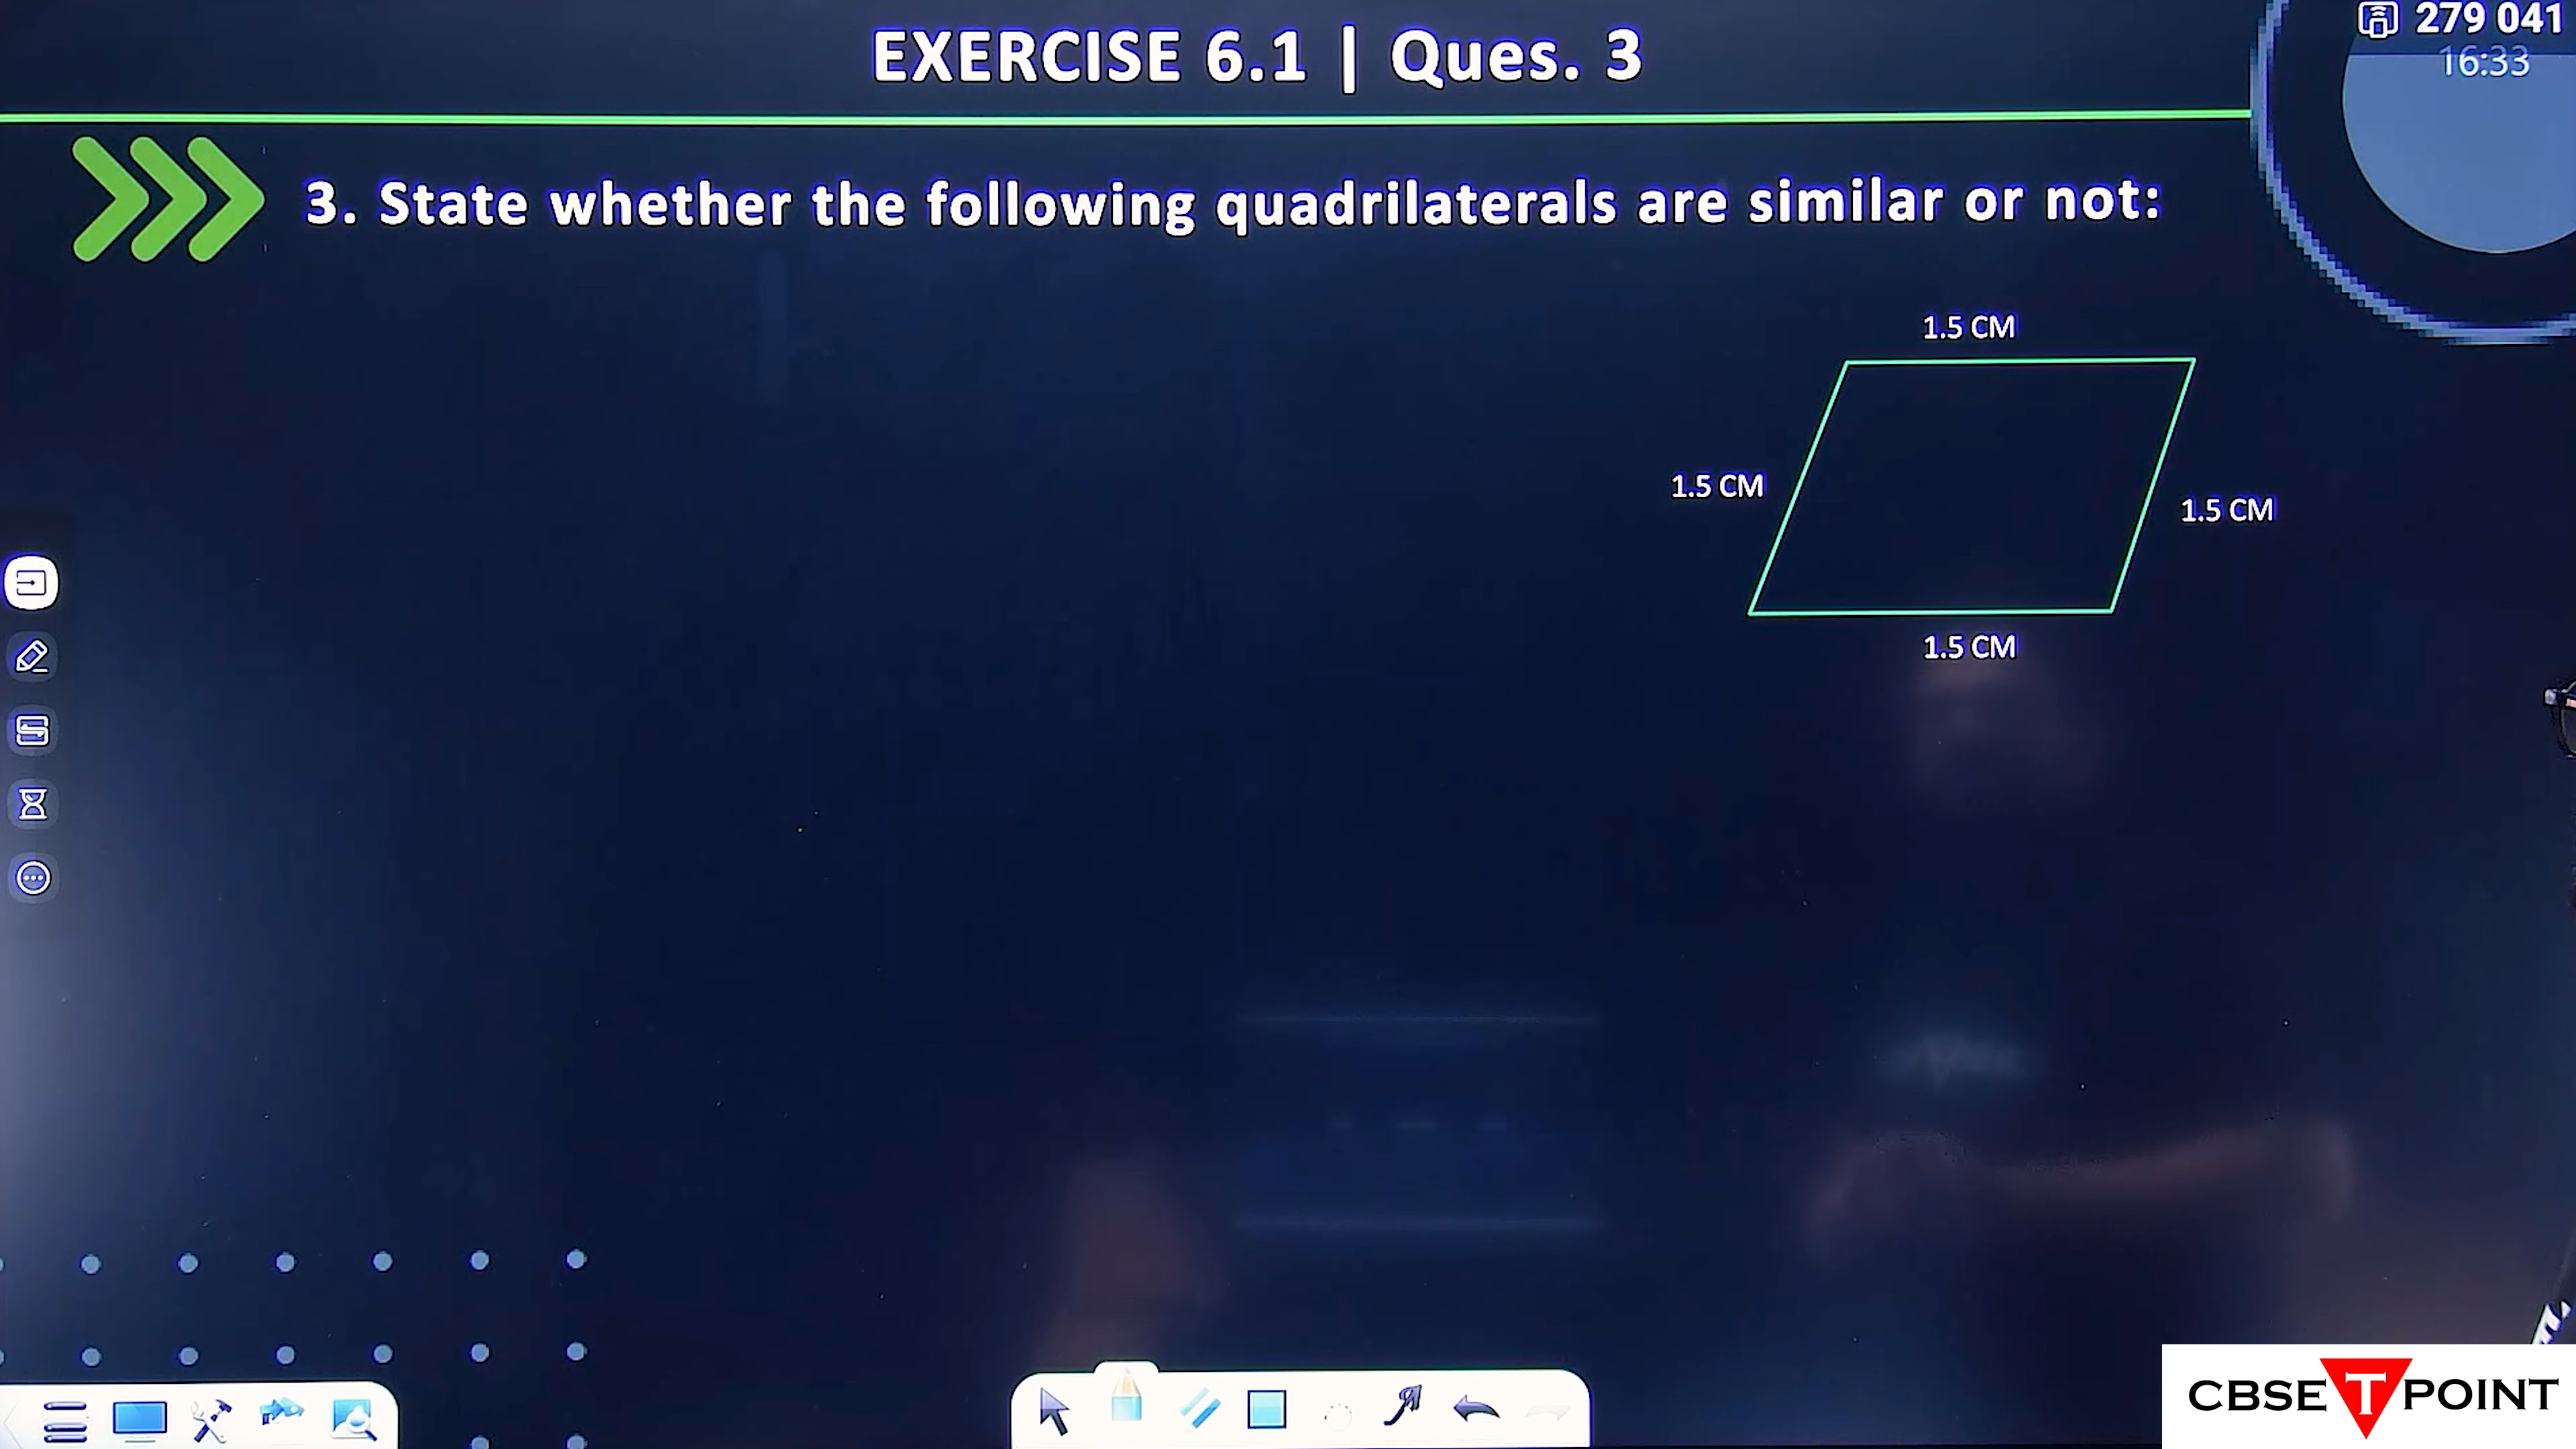 279 041
16:33
EXERCISE 6.1 | Ques. 3
3. State whether the following quadrilaterals are similar or not:
1.5 CM
1.5 CM
1.5 CM
1.5 CM
CBSE T POINT